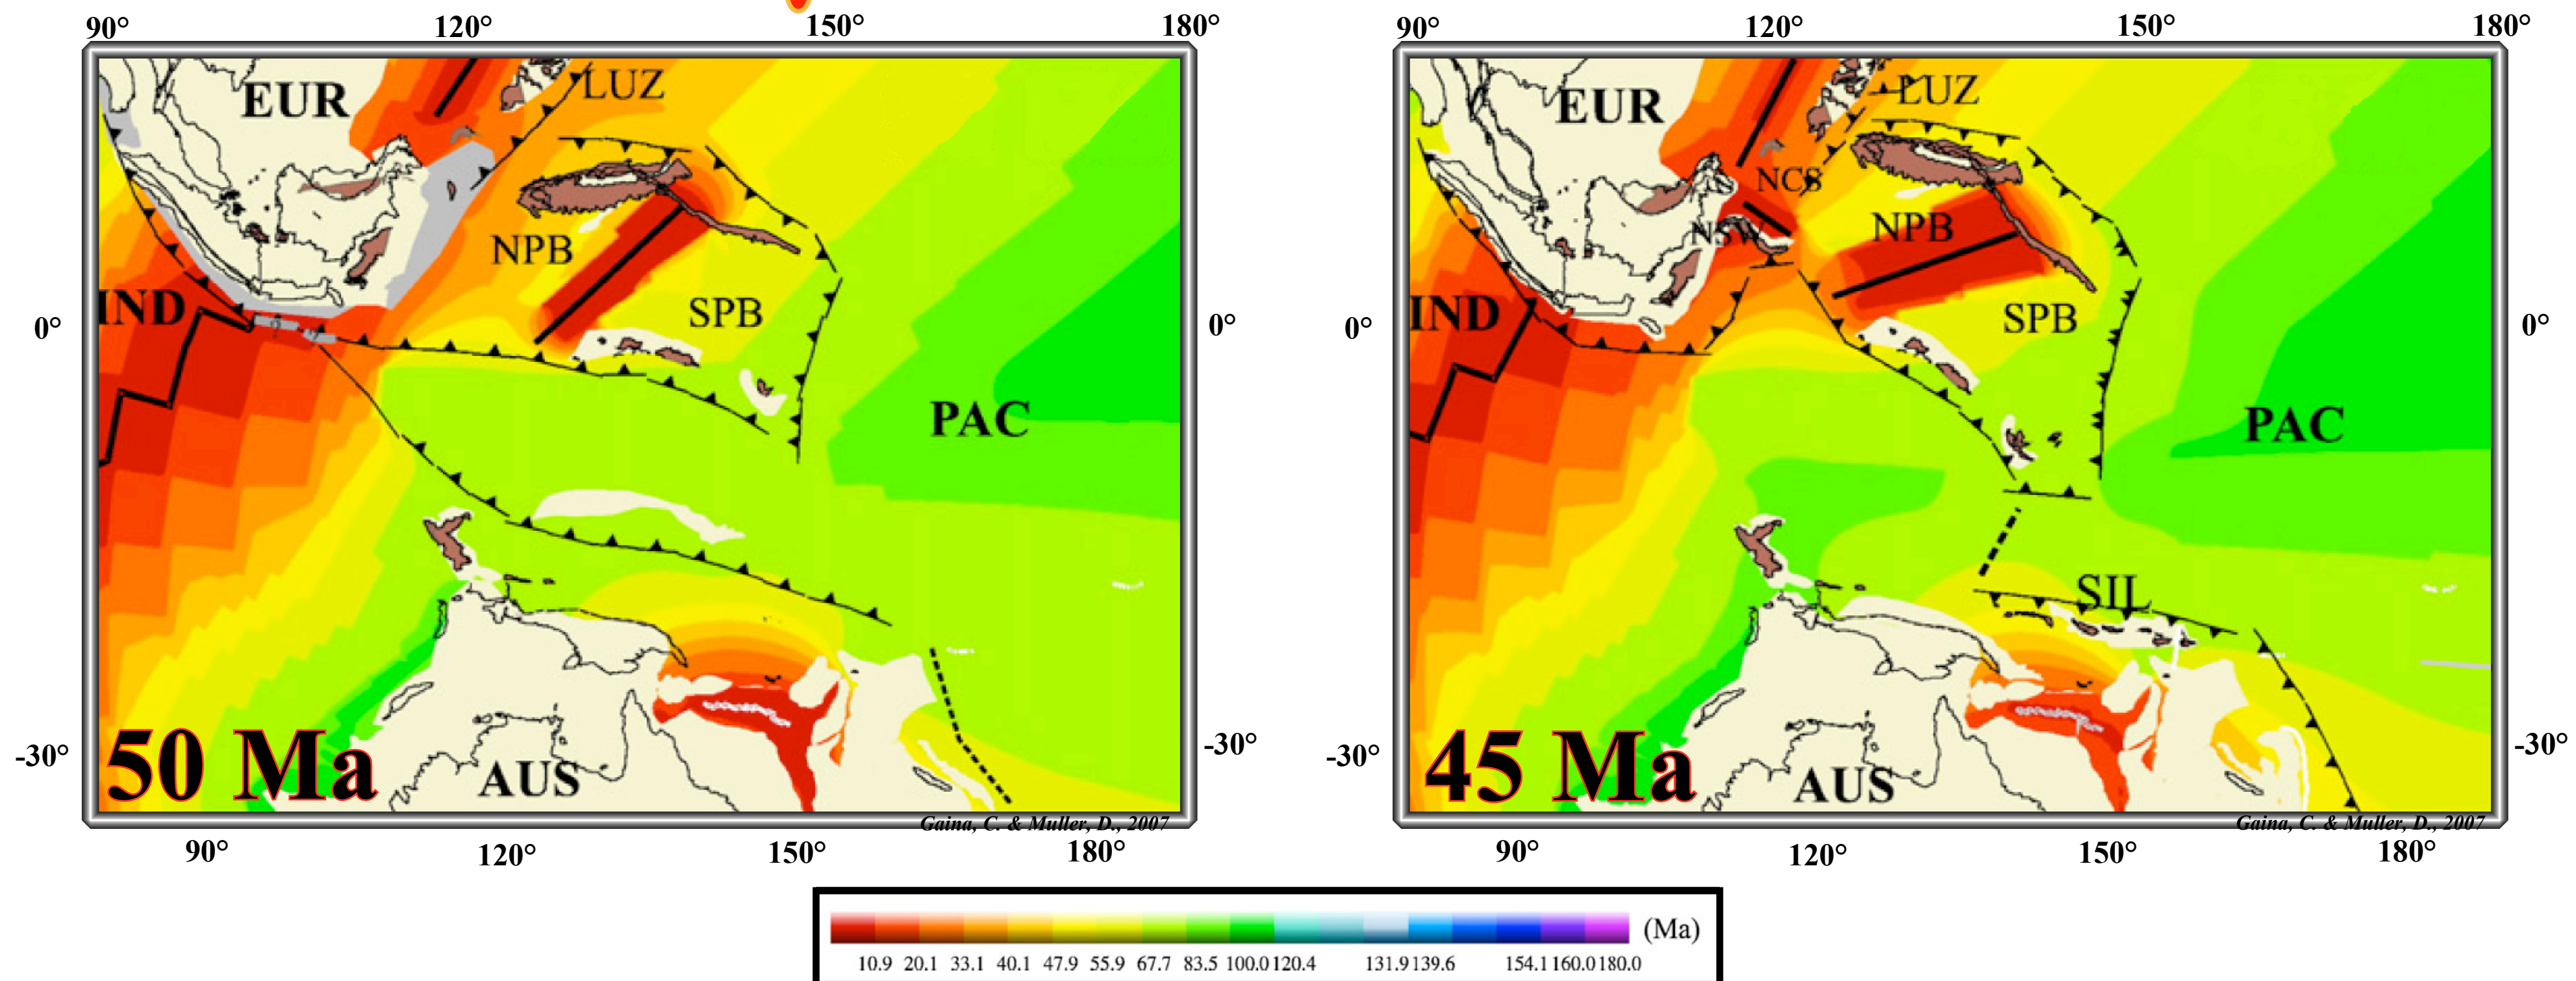 90° 120° 150° 180°
EUR
LUZ
NPB
IND
SPB
0° 0°
PAC
-30° -30°
50 Ma
AUS
Gaina, C. & Muller, D., 2007
90° 120° 150° 180°
90° 120° 150° 180°
EUR
LUZ
NCS
NPB
NSW
IND
SPB
0° 0°
PAC
SIL
-30° -30°
45 Ma
AUS
Gaina, C. & Muller, D., 2007
90° 120° 150° 180°
(Ma)
10.9 20.1 33.1 40.1 47.9 55.9 67.7 83.5 100.0 120.4 131.9 139.6 154.1 160.0 180.0